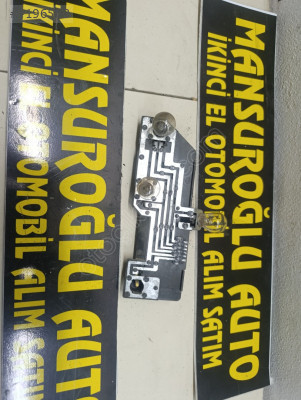 MANSUROĞLU AUTO
İKİNCİ EL OTOMOBİL ALIM SATIM
MANSUROĞLU AUTO
İKİNCİ EL OTOMOBİL ALIM SATIM